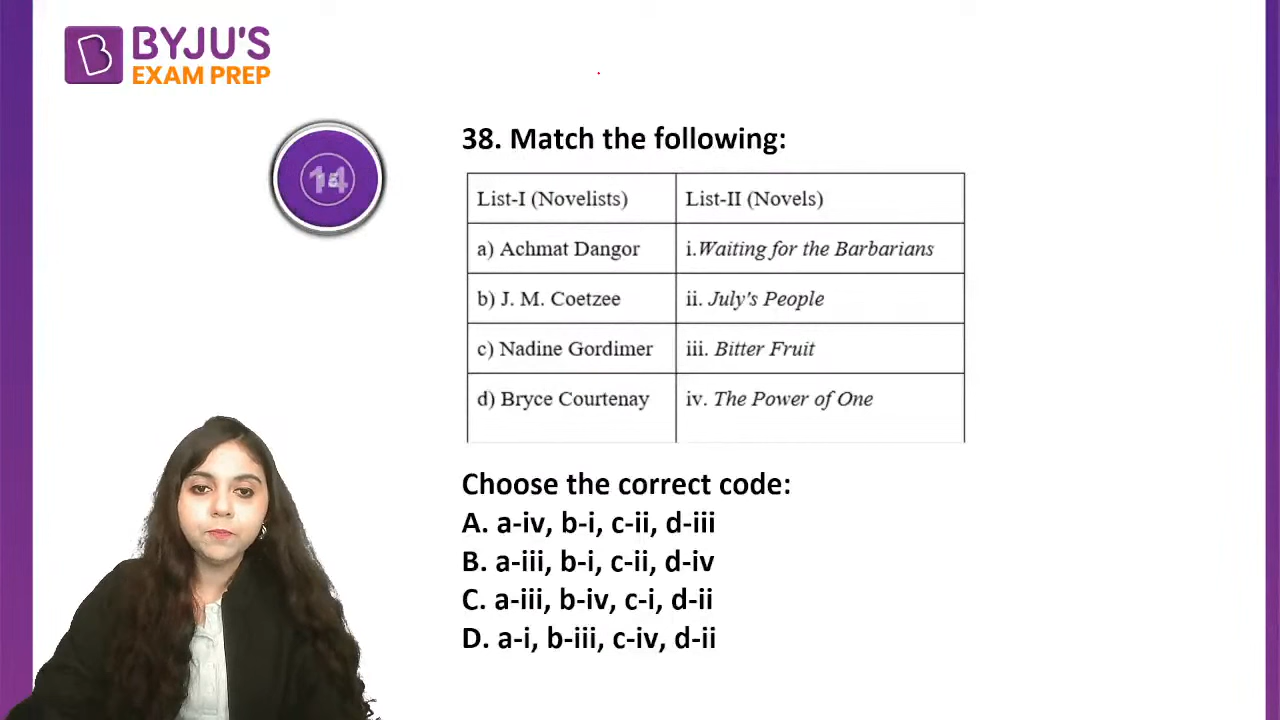 BYJU'S
EXAM PREP
38. Match the following:
List-I (Novelists) List-II (Novels)
a) Achmat Dangor i.Waiting for the Barbarians
b) J. M. Coetzee ii. July's People
c) Nadine Gordimer iii. Bitter Fruit
d) Bryce Courtenay iv. The Power of One
Choose the correct code:
A. a-iv, b-i, c-ii, d-iii
B. a-iii, b-i, c-ii, d-iv
C. a-iii, b-iv, c-i, d-ii
D. a-i, b-iii, c-iv, d-ii